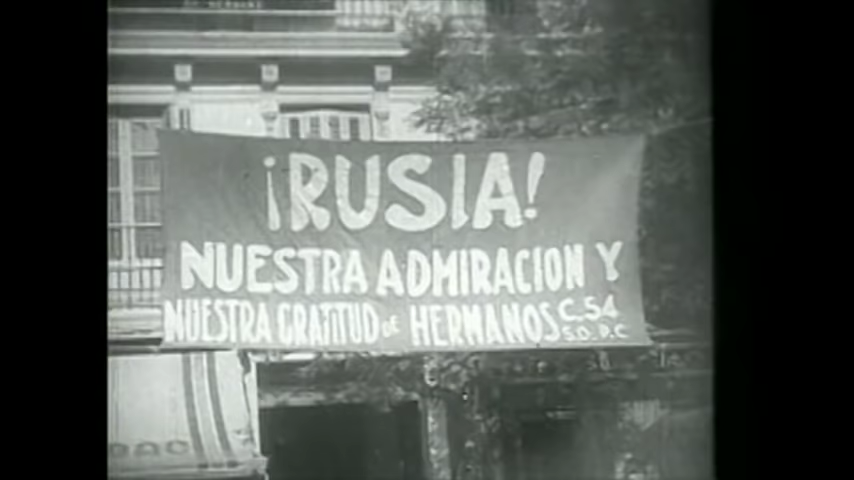 ¡RUSIA!
NUESTRA ADMIRACION Y
NUESTRA GRATITUD DE HERMANOS C.54
S.O. P.C